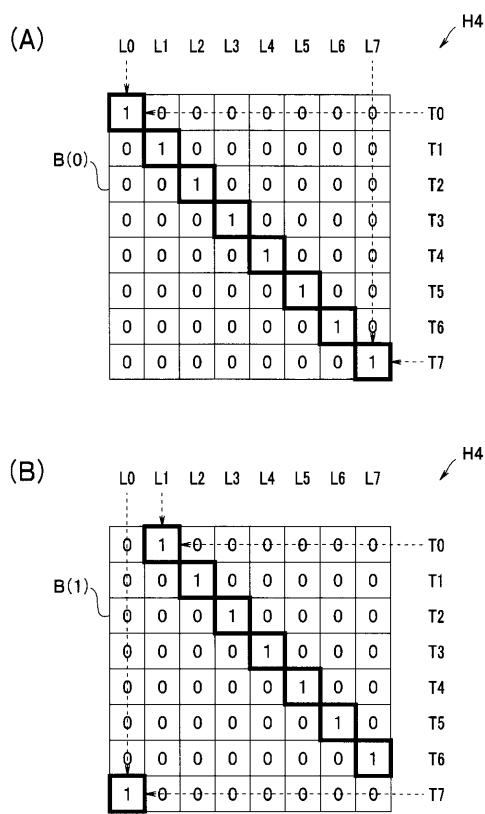 (A) H4
L0 L1 L2 L3 L4 L5 L6 L7
1 0 0 0 0 0 0 0 T0
0 1 0 0 0 0 0 0 T1
B(0) 0 0 1 0 0 0 0 0 T2
0 0 0 1 0 0 0 0 T3
0 0 0 0 1 0 0 0 T4
0 0 0 0 0 1 0 0 T5
0 0 0 0 0 0 1 0 T6
0 0 0 0 0 0 0 1 T7
(B) H4
L0 L1 L2 L3 L4 L5 L6 L7
0 1 0 0 0 0 0 0 T0
B(1) 0 0 1 0 0 0 0 0 T1
0 0 0 1 0 0 0 0 T2
0 0 0 0 1 0 0 0 T3
0 0 0 0 0 1 0 0 T4
0 0 0 0 0 0 1 0 T5
0 0 0 0 0 0 0 1 T6
1 0 0 0 0 0 0 0 T7